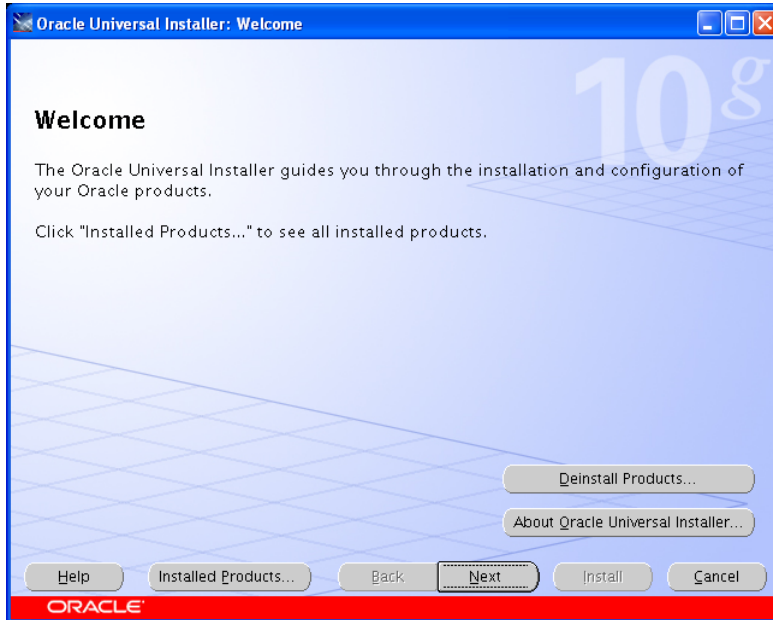 Oracle Universal Installer: Welcome
10g
Welcome
The Oracle Universal Installer guides you through the installation and configuration of
your Oracle products.
Click "Installed Products..." to see all installed products.
Deinstall Products...
About Oracle Universal Installer...
Help Installed Products... Back Next Install Cancel
ORACLE